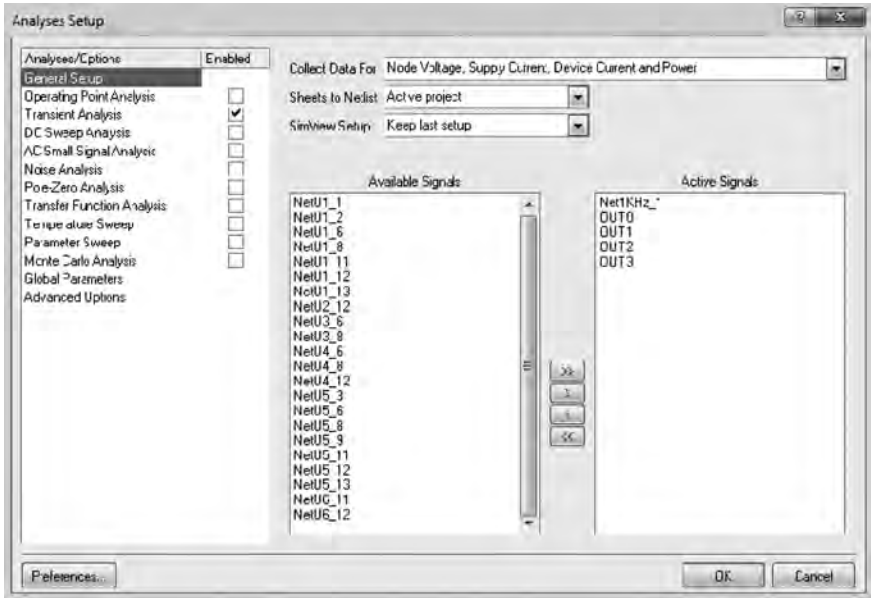 Analyses Setup
Analyses/Options Enabled
General Setup
Operating Point Analysis
Transient Analysis
DC Sweep Analysis
AC Small Signal Analysis
Noise Analysis
Pole-Zero Analysis
Transfer Function Analysis
Temperature Sweep
Parameter Sweep
Monte Carlo Analysis
Global Parameters
Advanced Options
Collect Data For Node Voltage, Supply Current, Device Current and Power
Sheets to Netlist Active project
SimView Setup Keep last setup
Available Signals
NetU1_1
NetU1_2
NetU1_6
NetU1_8
NetU1_11
NetU1_12
NetU1_13
NetU2_12
NetU3_6
NetU3_8
NetU4_6
NetU4_8
NetU4_12
NetU5_3
NetU5_6
NetU5_8
NetU5_9
NetU5_11
NetU5_12
NetU5_13
NetU6_11
NetU6_12
>>
>
<
<<
Active Signals
Net1KHz_1
OUT0
OUT1
OUT2
OUT3
Preferences...
OK
Cancel